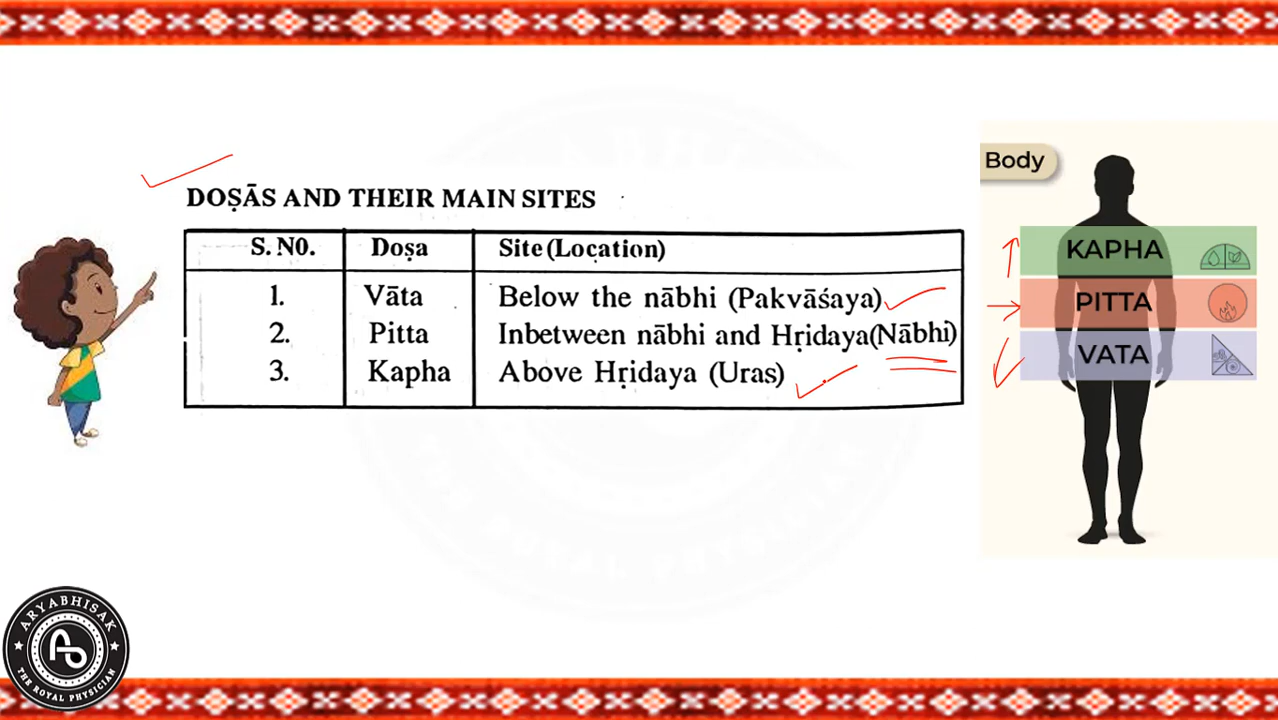 DOṢĀS AND THEIR MAIN SITES
S. NO. Doṣa Site (Location)
1. Vāta Below the nābhi (Pakvāśaya)
2. Pitta Inbetween nābhi and Hṛidaya(Nābhi)
3. Kapha Above Hṛidaya (Uras)
Body
KAPHA
PITTA
VATA
ARYABHISAK
THE ROYAL PHYSICIAN